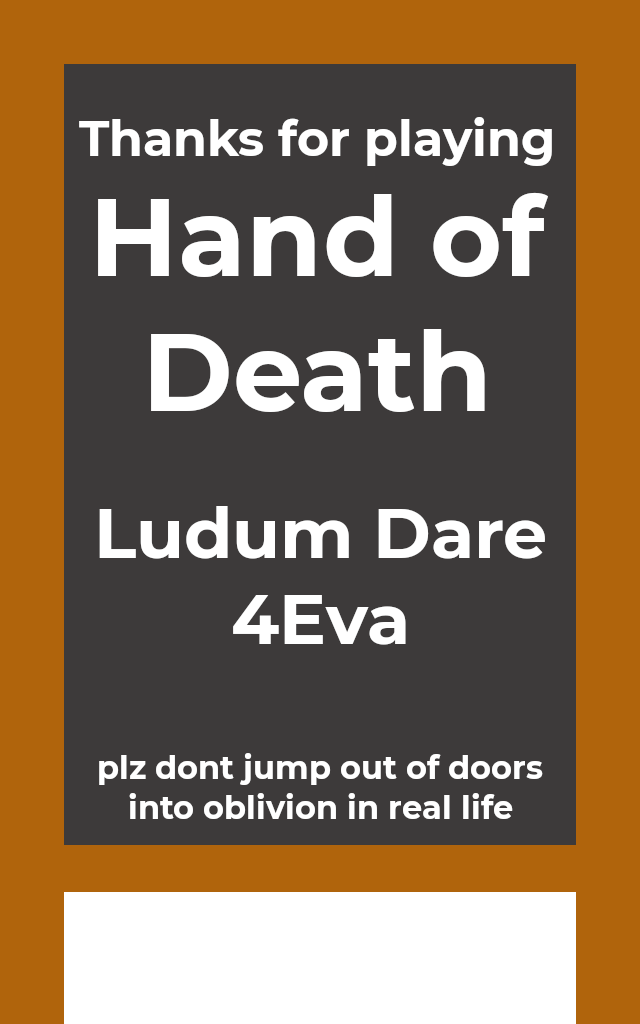 Thanks for playing
Hand of
Death
Ludum Dare
4Eva
plz dont jump out of doors
into oblivion in real life